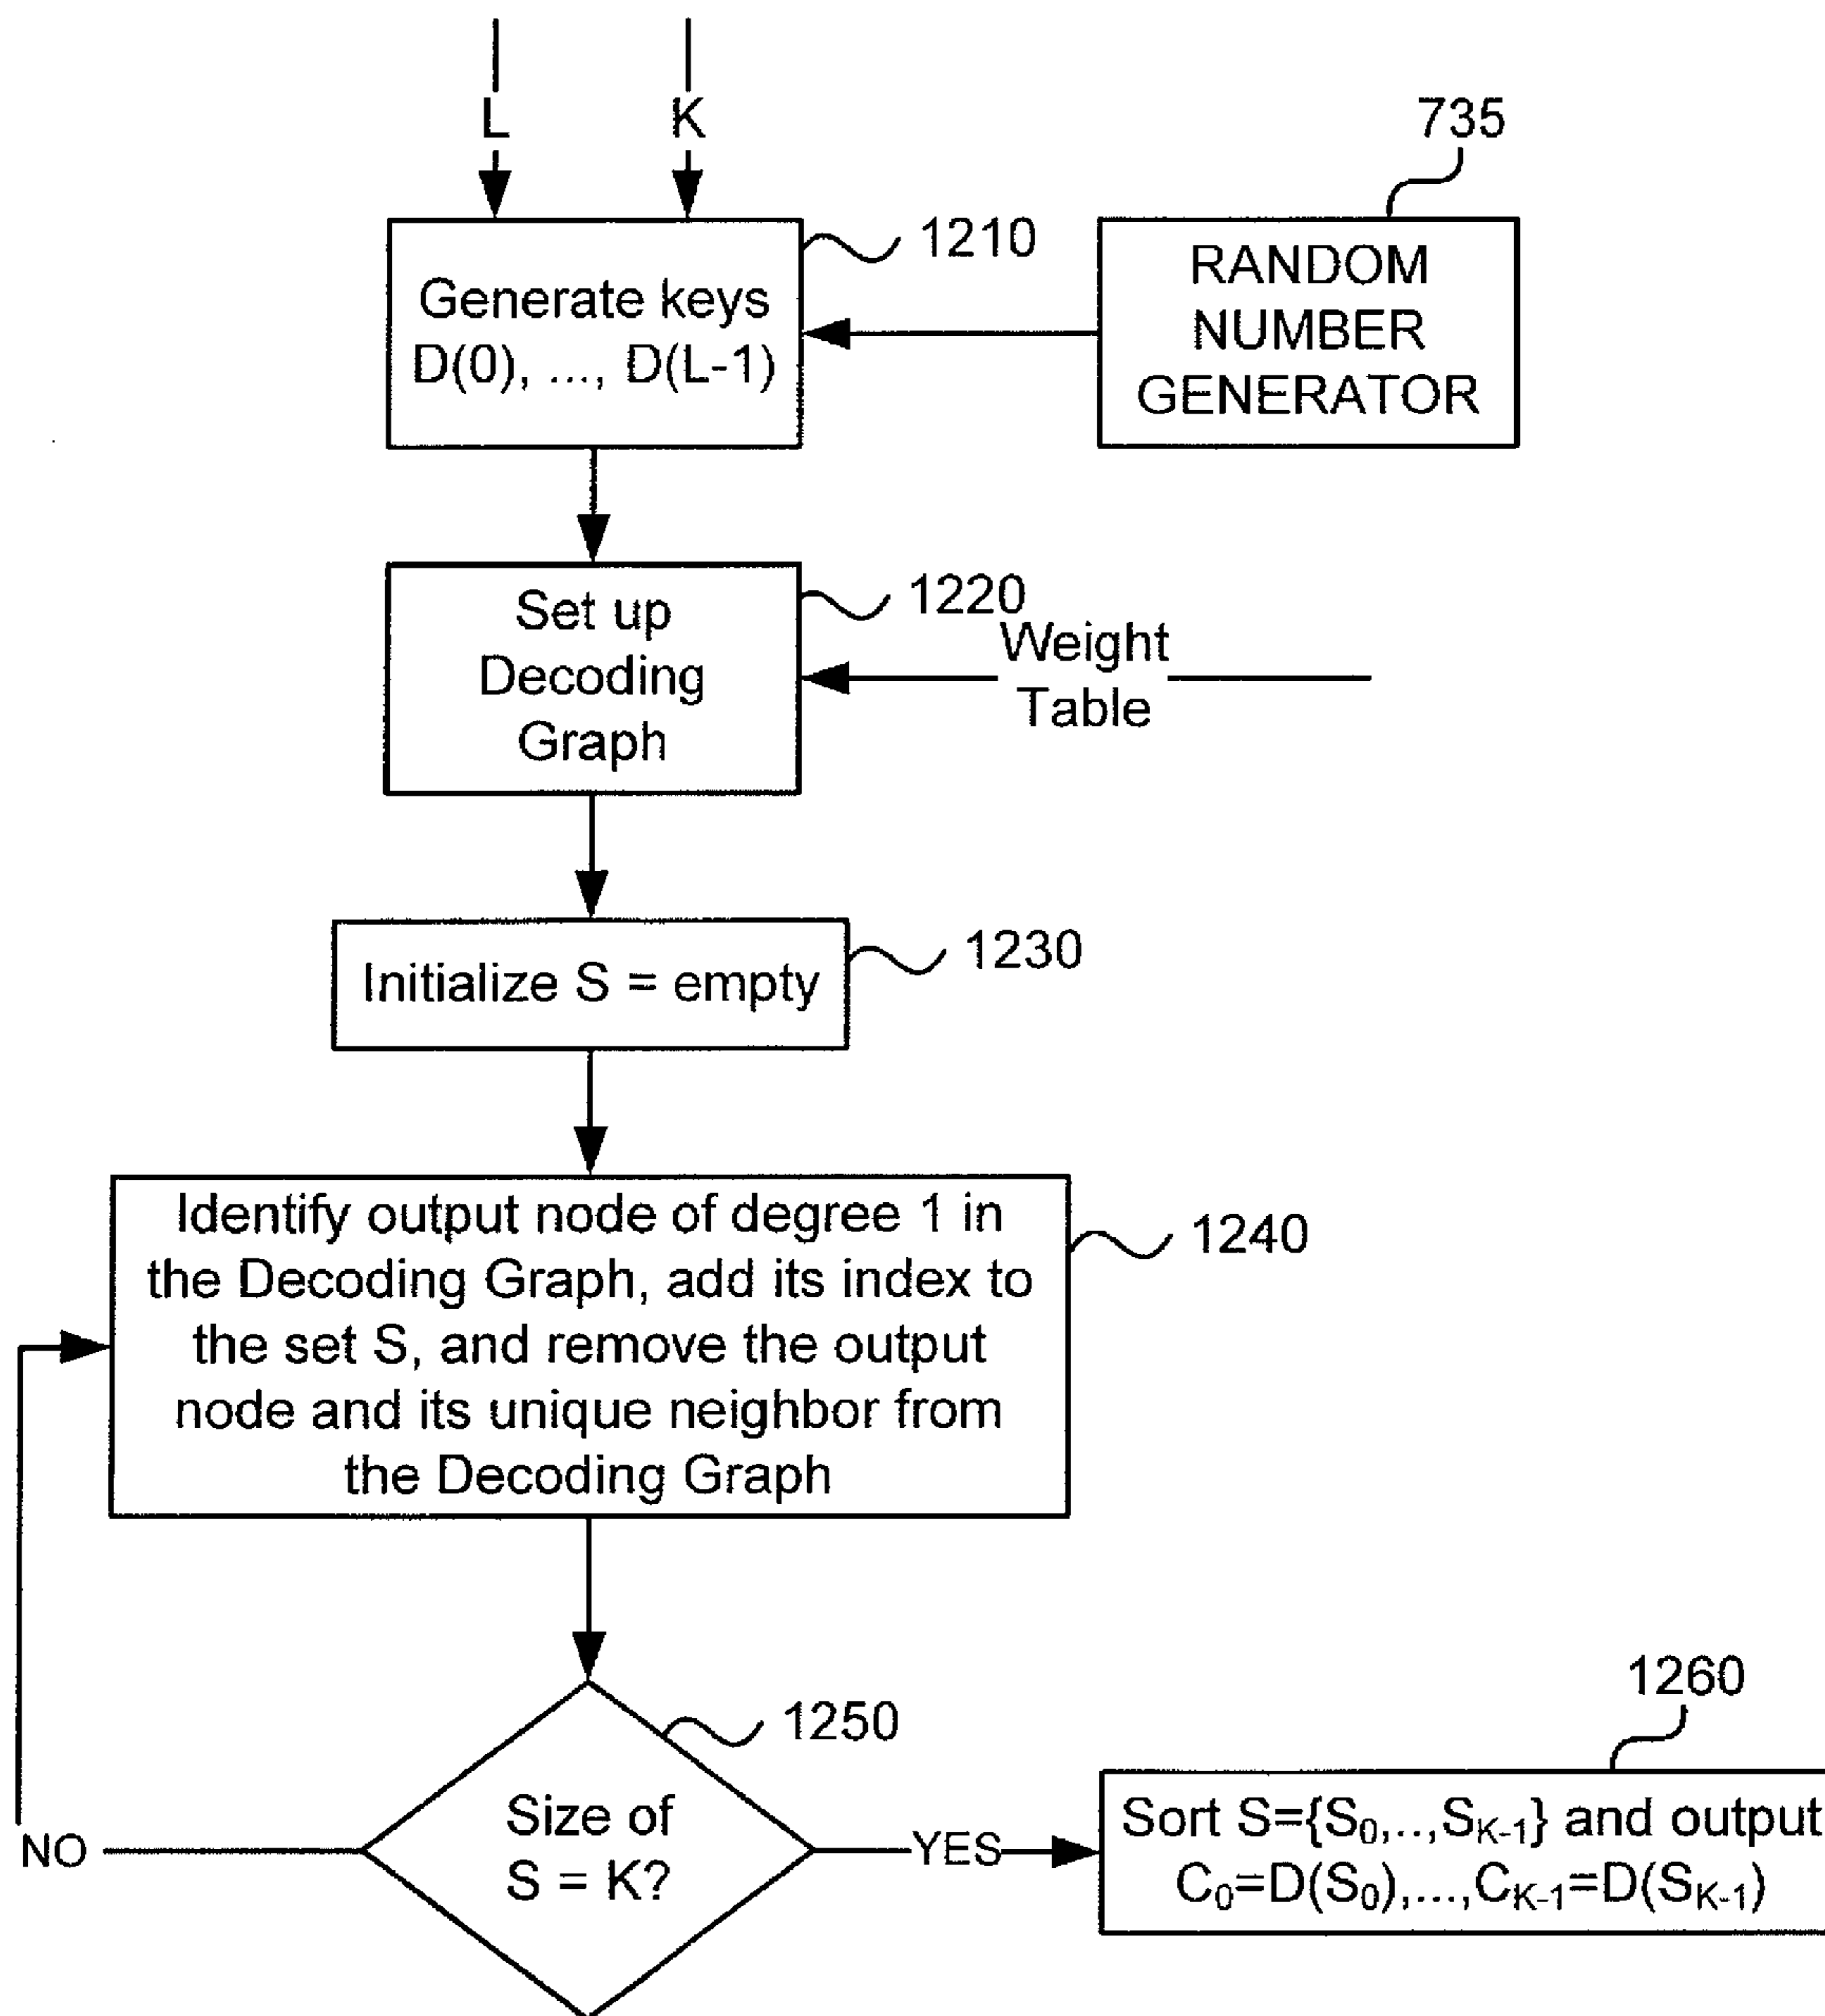 L
K
735
1210
Generate keys
D(0), ..., D(L-1)
RANDOM
NUMBER
GENERATOR
1220
Set up
Decoding
Graph
Weight
Table
1230
Initialize S = empty
1240
Identify output node of degree 1 in
the Decoding Graph, add its index to
the set S, and remove the output
node and its unique neighbor from
the Decoding Graph
1250
Size of
S = K?
NO
YES
1260
Sort S={S₀,..,S_K-1} and output
C₀=D(S₀),...,C_K-1=D(S_K-1)